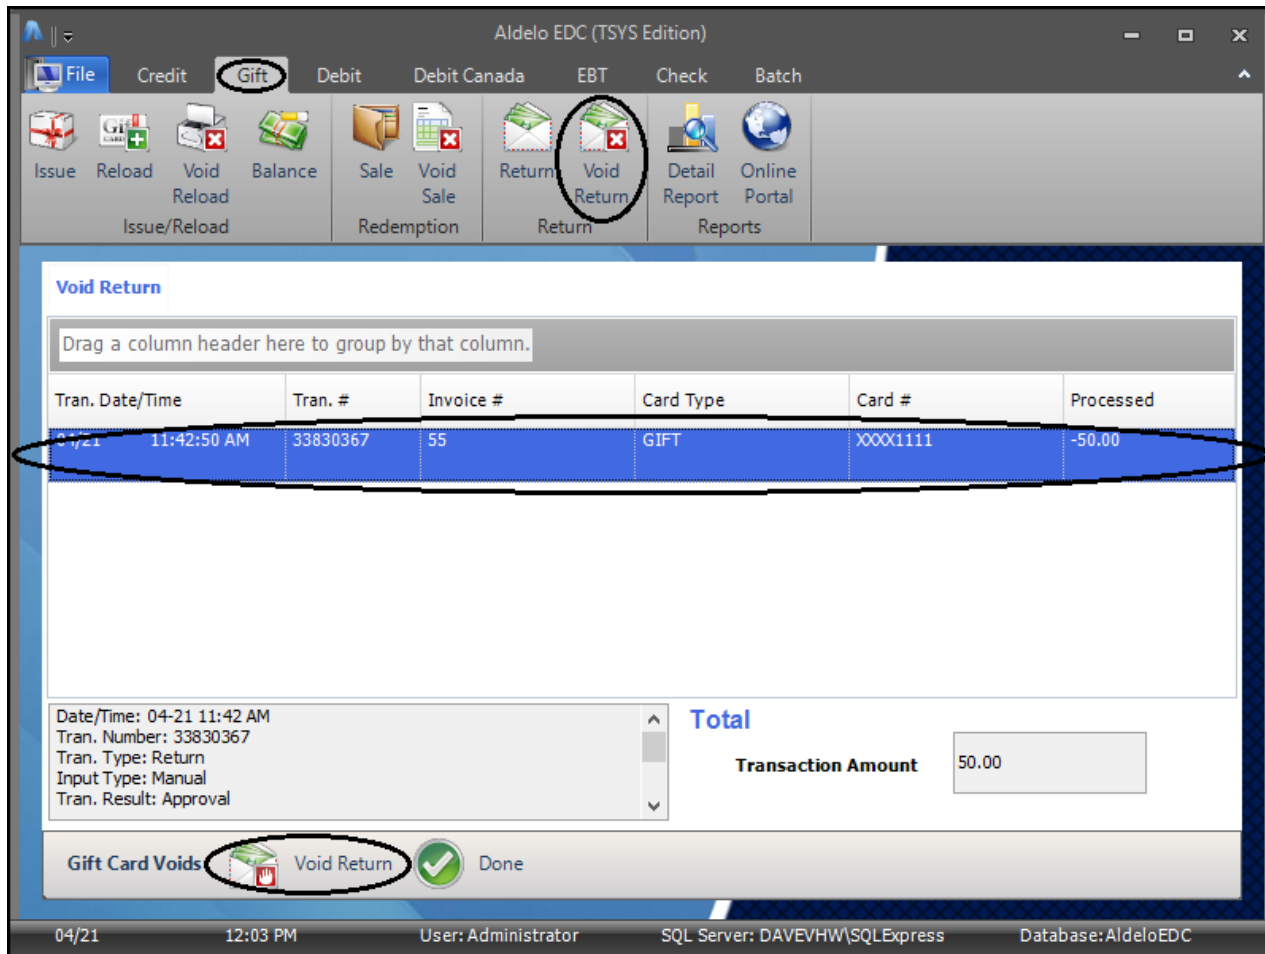 Aldelo EDC (TSYS Edition)
File Credit Gift Debit Debit Canada EBT Check Batch
Issue Reload Void Reload Balance Sale Void Sale Return Void Return Detail Report Online Portal
Issue/Reload Redemption Return Reports
Void Return
Drag a column header here to group by that column.
Tran. Date/Time Tran. # Invoice # Card Type Card # Processed
04/21 11:42:50 AM 33830367 55 GIFT XXXX1111 -50.00
Date/Time: 04-21 11:42 AM
Tran. Number: 33830367
Tran. Type: Return
Input Type: Manual
Tran. Result: Approval
Total
Transaction Amount 50.00
Gift Card Voids Void Return Done
04/21 12:03 PM User: Administrator SQL Server: DAVEVHW\SQLExpress Database: AldeloEDC